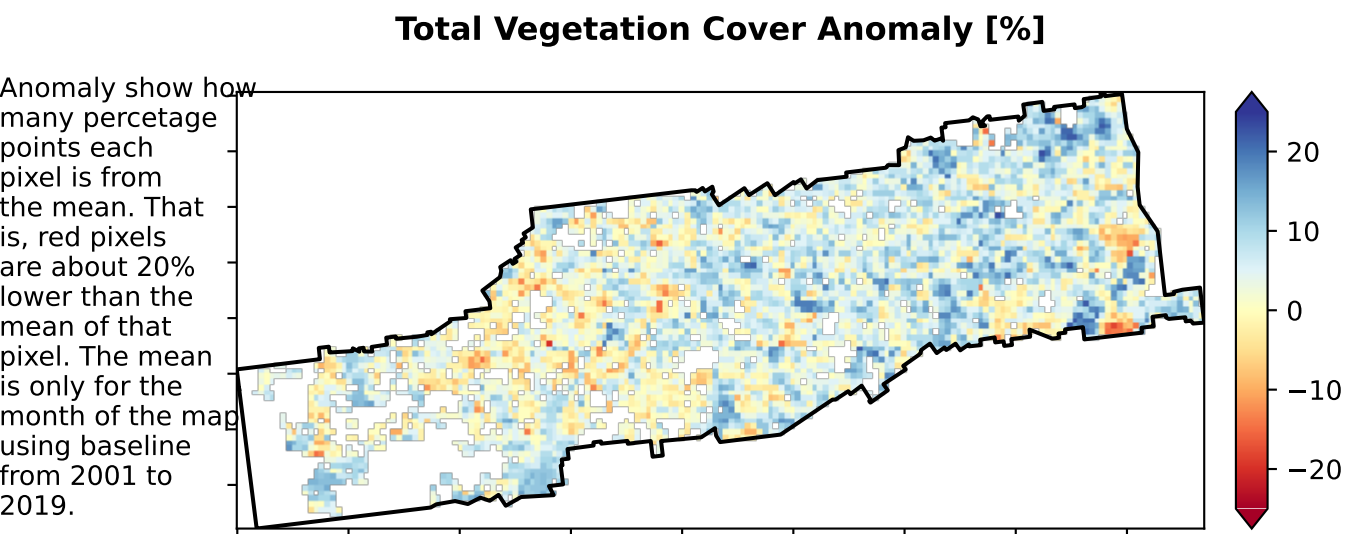 Total Vegetation Cover Anomaly [%]
Anomaly show how
many percetage
points each
pixel is from
the mean. That
is, red pixels
are about 20%
lower than the
mean of that
pixel. The mean
is only for the
month of the map
using baseline
from 2001 to
2019.
20
10
0
−10
−20